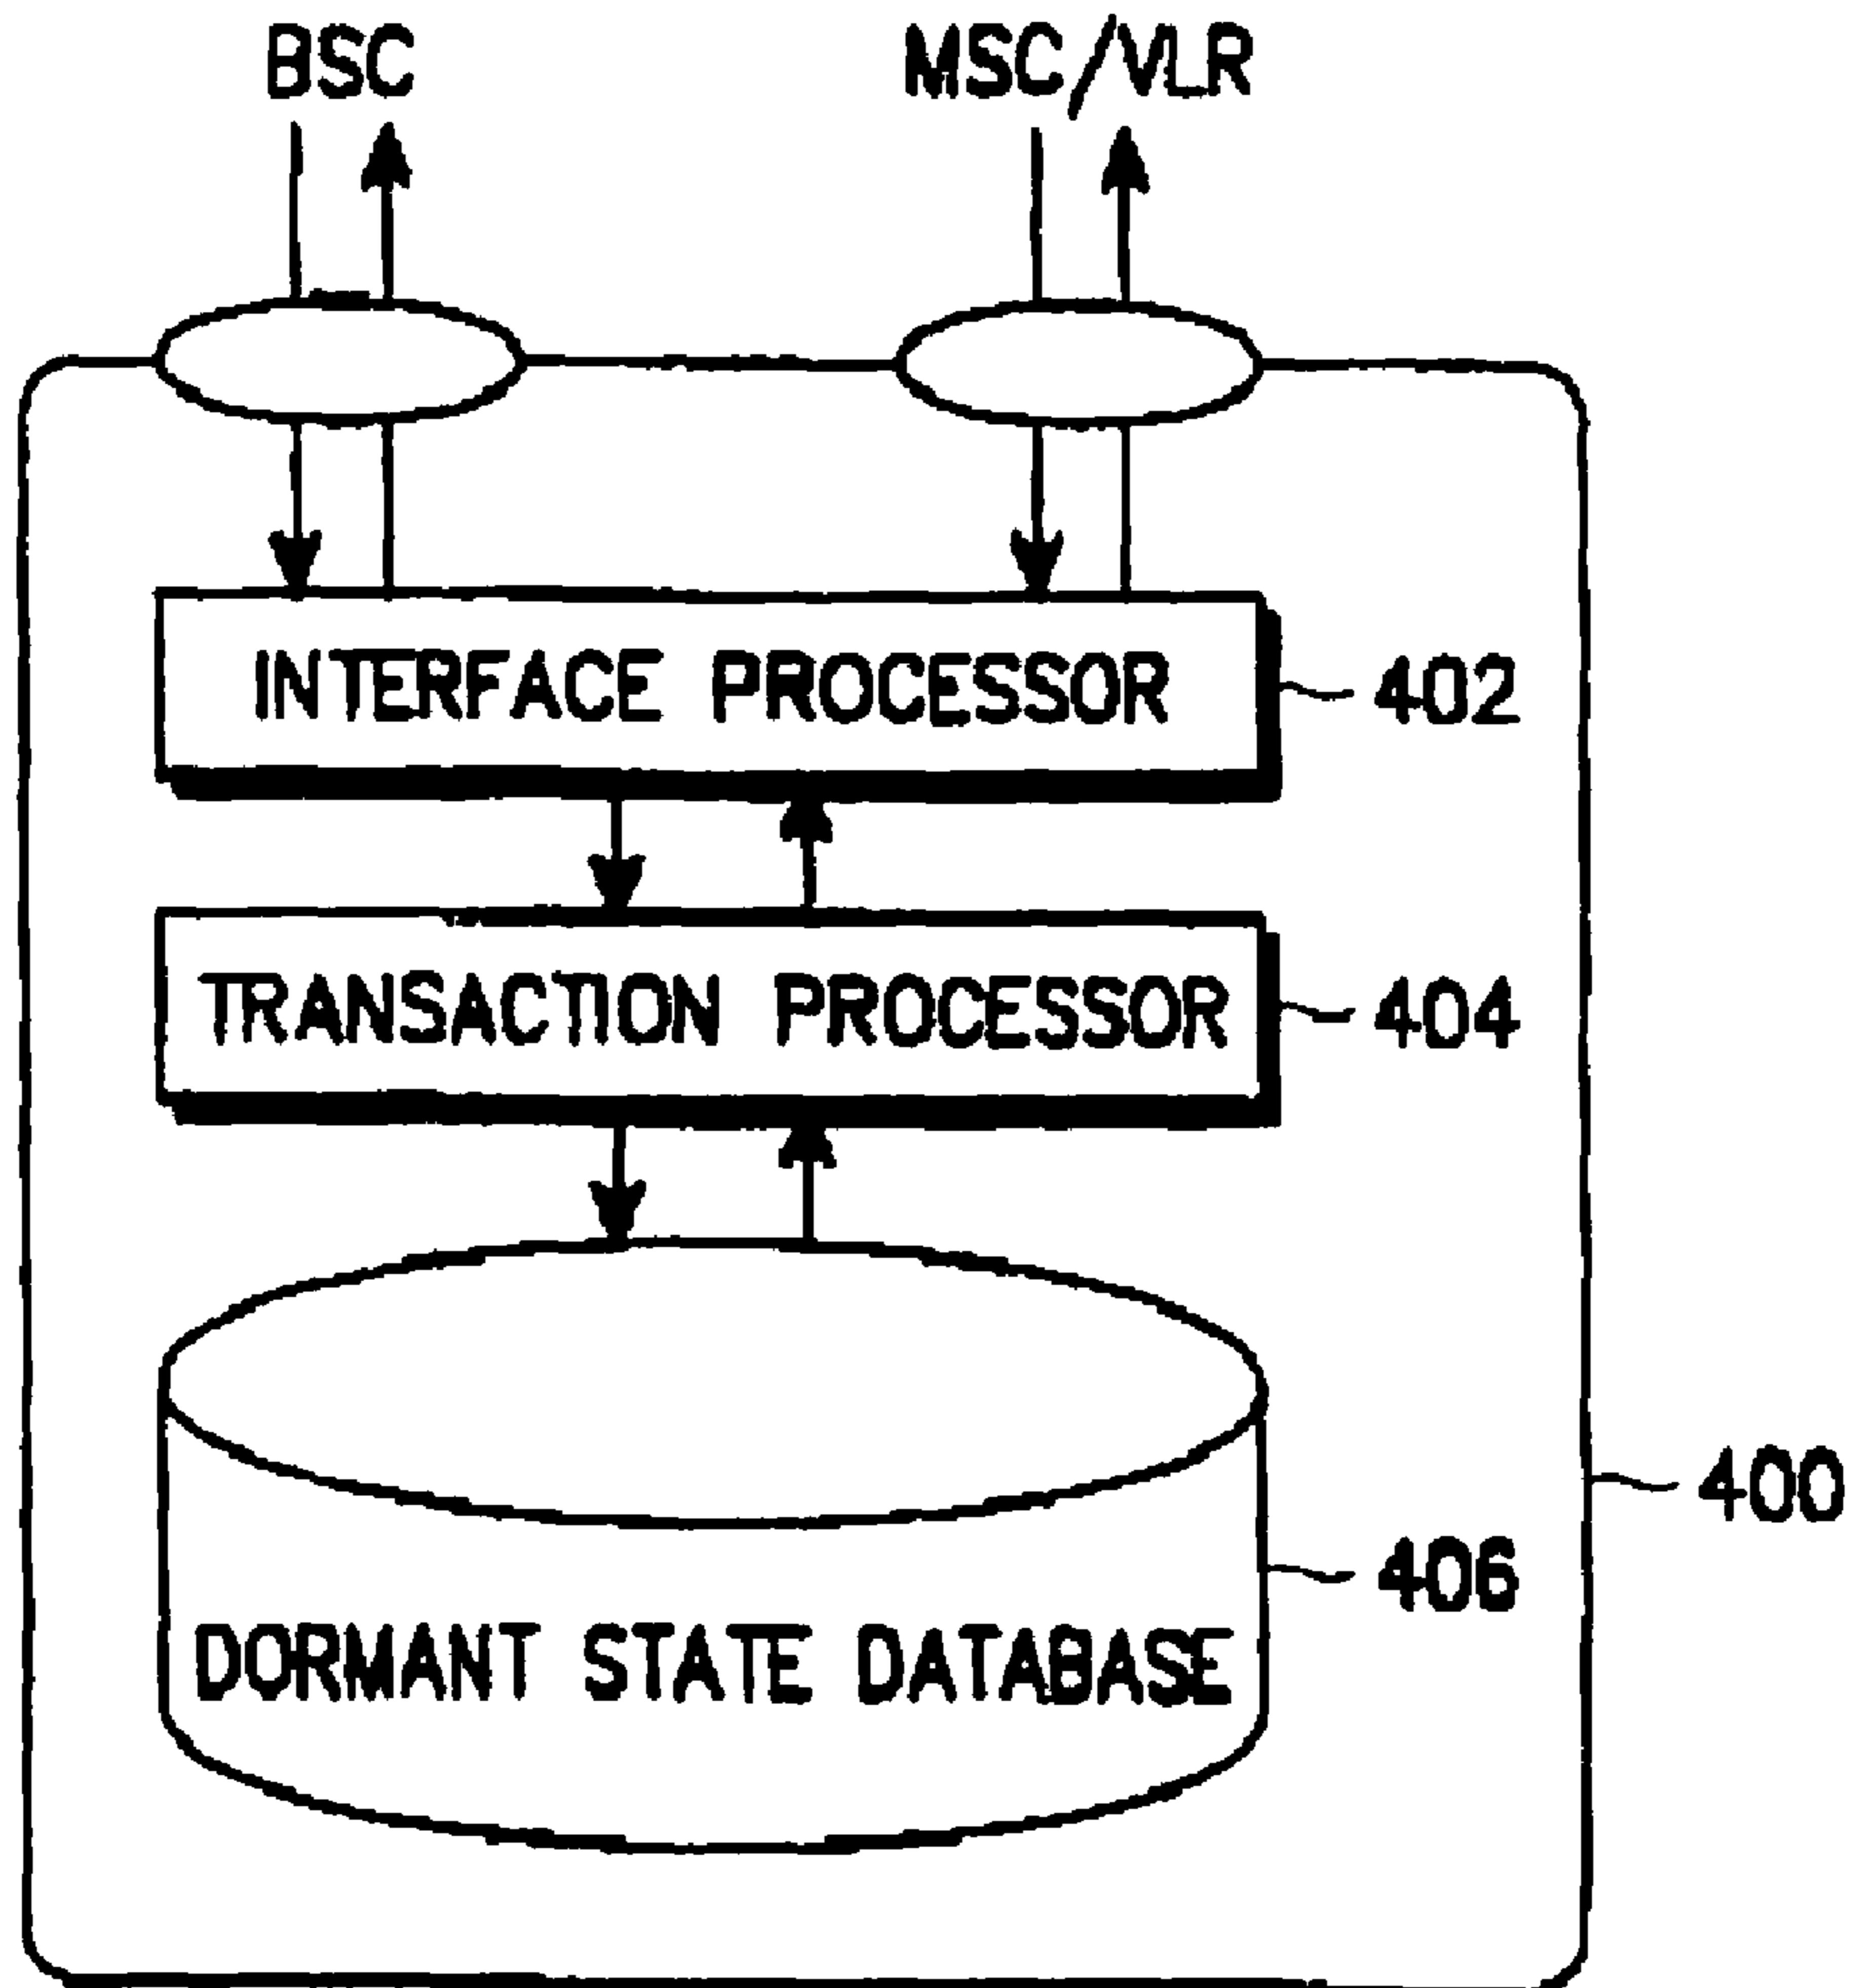 BSC MSC/VLR
INTERFACE PROCESSOR 402
TRANSACTION PROCESSOR 404
400
406
DORMANT STATE DATABASE